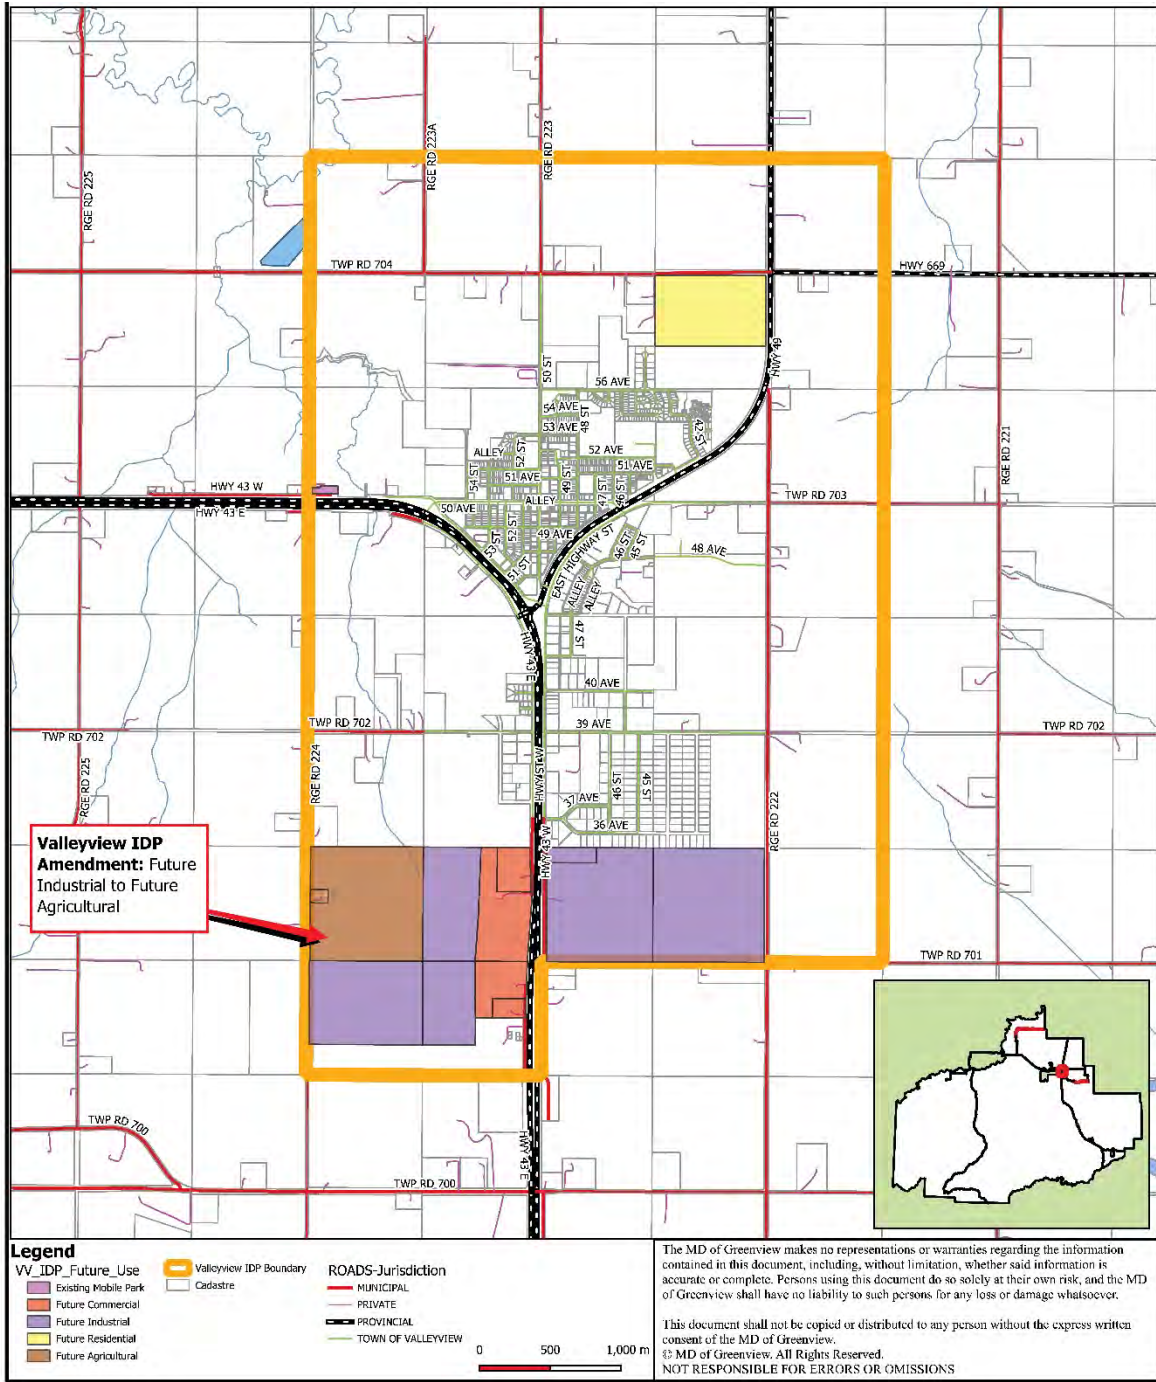 RGE RD 225
RGE RD 223A
RGE RD 223
TWP RD 704
HWY 669
HWY 49
50 ST
56 AVE
54 AVE
48 ST
53 AVE
42 ST
ALLEY
52 ST
52 AVE
51 AVE
51 AVE
54 ST
49 ST
47 ST
46 ST
RGE RD 221
HWY 43 W
HWY 43 E
ALLEY
TWP RD 703
50 AVE
52 ST
49 AVE
53 ST
51 ST
EAST HIGHWAY ST
46 ST
45 ST
48 AVE
ALLEY
ALLEY
47 ST
HWY 43 E
40 AVE
TWP RD 702
TWP RD 702
39 AVE
TWP RD 702
RGE RD 225
RGE RD 224
HWY ST W
46 ST
45 ST
37 AVE
36 AVE
RGE RD 222
HWY 43 W
Valleyview IDP
Amendment: Future
Industrial to Future
Agricultural
TWP RD 701
TWP RD 700
TWP RD 700
HWY 43 E
Legend
VV_IDP_Future_Use
Existing Mobile Park
Future Commercial
Future Industrial
Future Residential
Future Agricultural
Valleyview IDP Boundary
Cadastre
ROADS-Jurisdiction
MUNICIPAL
PRIVATE
PROVINCIAL
TOWN OF VALLEYVIEW
0 500 1,000 m
The MD of Greenview makes no representations or warranties regarding the information
contained in this document, including, without limitation, whether said information is
accurate or complete. Persons using this document do so solely at their own risk, and the MD
of Greenview shall have no liability to such persons for any loss or damage whatsoever.
This document shall not be copied or distributed to any person without the express written
consent of the MD of Greenview.
© MD of Greenview. All Rights Reserved.
NOT RESPONSIBLE FOR ERRORS OR OMISSIONS